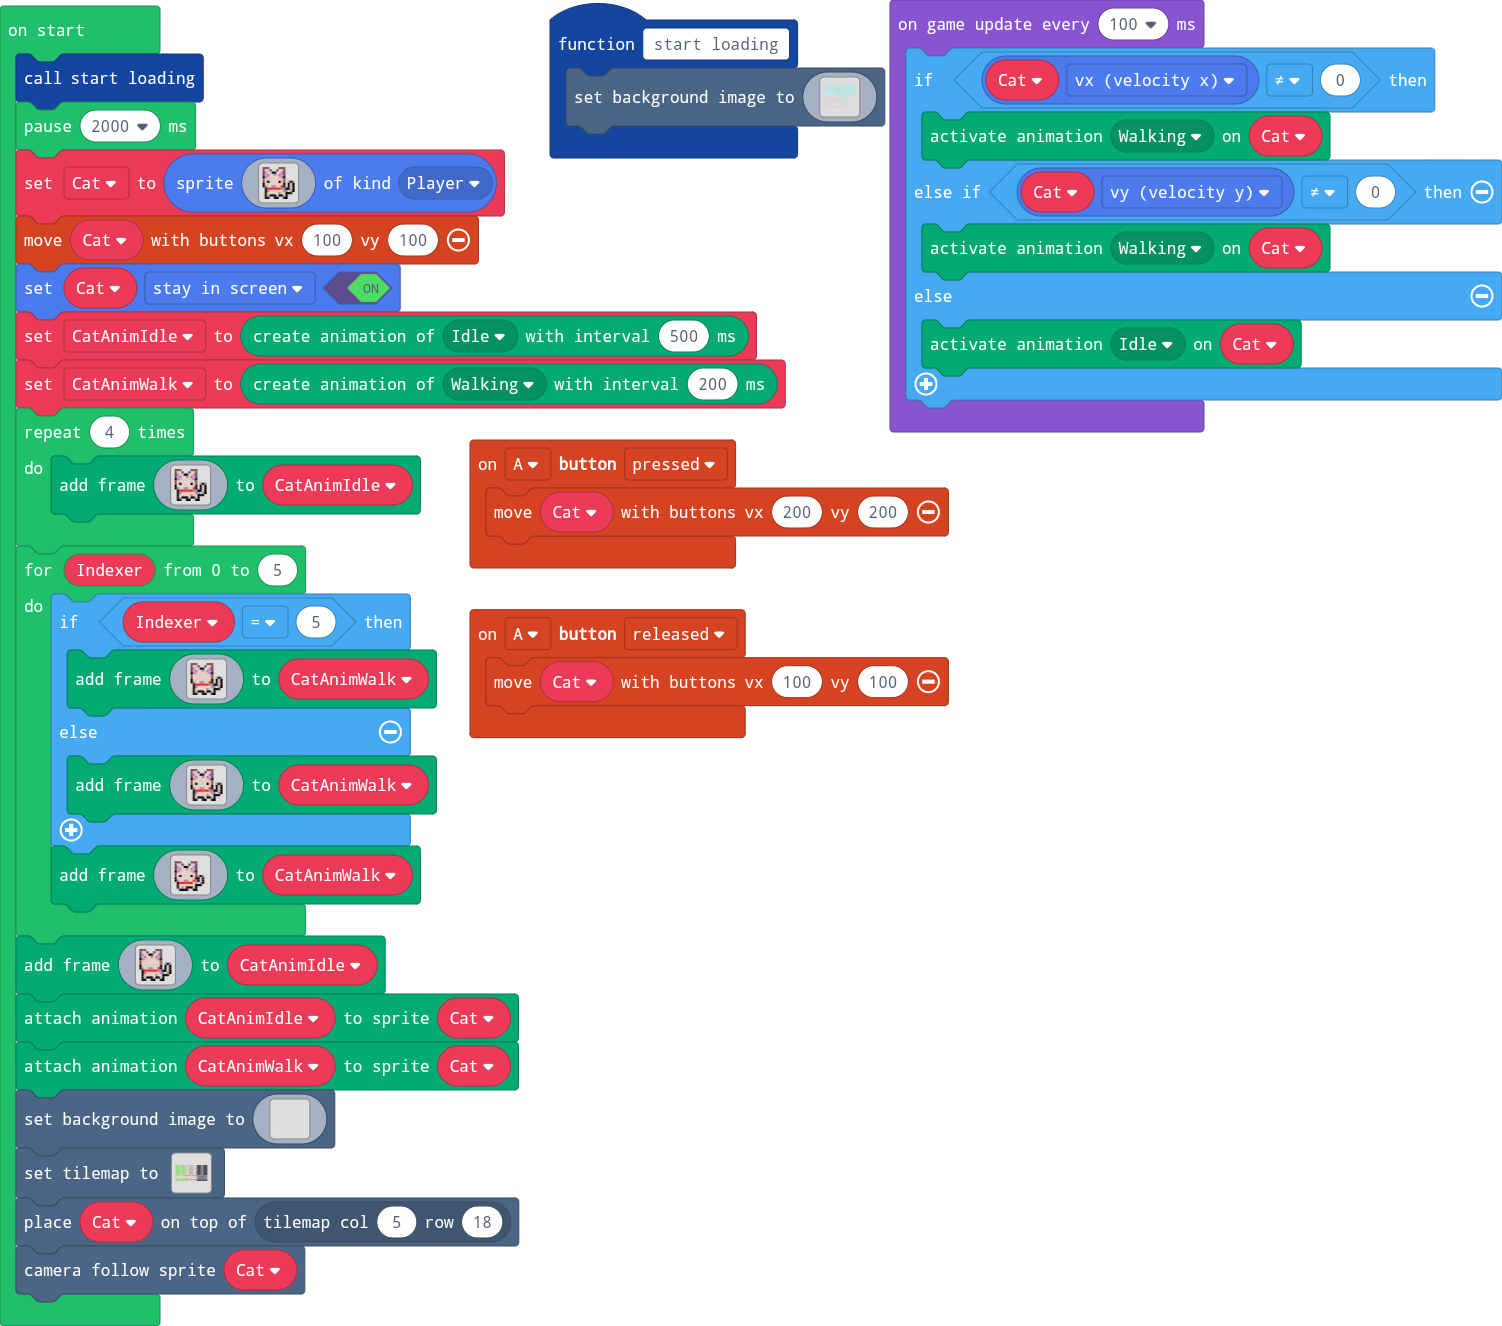 on start
call start loading
pause 2000 ms
set Cat to sprite of kind Player
move Cat with buttons vx 100 vy 100
set Cat stay in screen ON
set CatAnimIdle to create animation of Idle with interval 500 ms
set CatAnimWalk to create animation of Walking with interval 200 ms
repeat 4 times
do add frame to CatAnimIdle
for Indexer from 0 to 5
do if Indexer = 5 then
add frame to CatAnimWalk
else
add frame to CatAnimWalk
add frame to CatAnimWalk
add frame to CatAnimIdle
attach animation CatAnimIdle to sprite Cat
attach animation CatAnimWalk to sprite Cat
set background image to
set tilemap to
place Cat on top of tilemap col 5 row 18
camera follow sprite Cat
function start loading
set background image to
on A button pressed
move Cat with buttons vx 200 vy 200
on A button released
move Cat with buttons vx 100 vy 100
on game update every 100 ms
if Cat vx (velocity x) ≠ 0 then
activate animation Walking on Cat
else if Cat vy (velocity y) ≠ 0 then
activate animation Walking on Cat
else
activate animation Idle on Cat